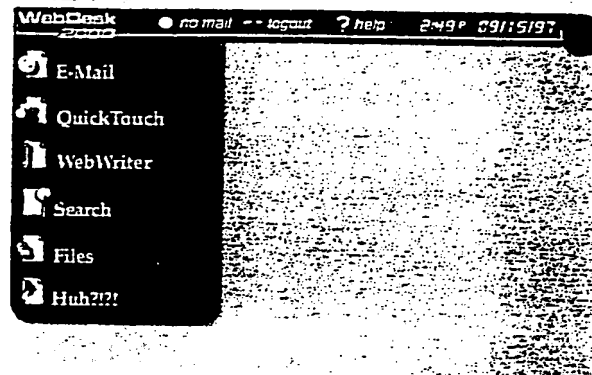 WebDesk 2000 no mail -- logout ? help 2:49P 09/15/97
E-Mail
QuickTouch
WebWriter
Search
Files
Huh?!?!